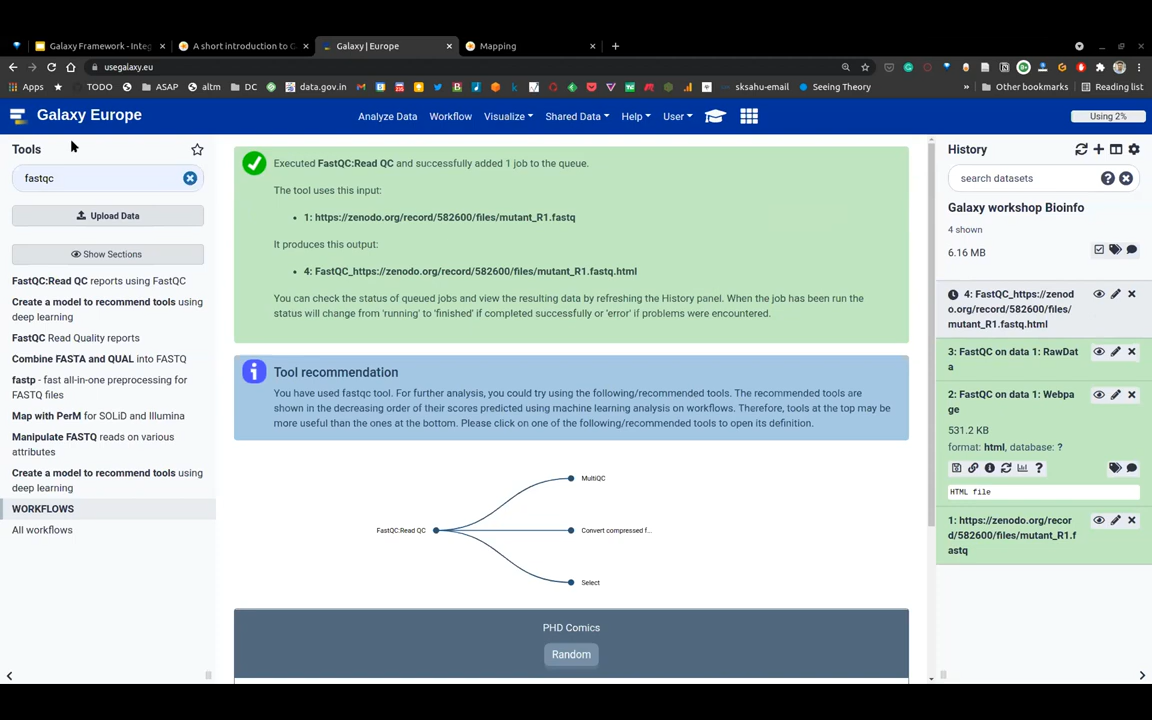 Galaxy Framework - Integ
A short introduction to G
Galaxy | Europe
Mapping
usegalaxy.eu
Apps
TODO
ASAP
altm
DC
data.gov.in
sksahu-email
Seeing Theory
»
Other bookmarks
Reading list
Galaxy Europe
Analyze Data
Workflow
Visualize
Shared Data
Help
User
Using 2%
Tools
fastqc
Upload Data
Show Sections
FastQC:Read QC reports using FastQC
Create a model to recommend tools using
deep learning
FastQC Read Quality reports
Combine FASTA and QUAL into FASTQ
fastp - fast all-in-one preprocessing for
FASTQ files
Map with PerM for SOLiD and Illumina
Manipulate FASTQ reads on various
attributes
Create a model to recommend tools using
deep learning
WORKFLOWS
All workflows
Executed FastQC:Read QC and successfully added 1 job to the queue.
The tool uses this input:
• 1: https://zenodo.org/record/582600/files/mutant_R1.fastq
It produces this output:
• 4: FastQC_https://zenodo.org/record/582600/files/mutant_R1.fastq.html
You can check the status of queued jobs and view the resulting data by refreshing the History panel. When the job has been run the
status will change from 'running' to 'finished' if completed successfully or 'error' if problems were encountered.
Tool recommendation
You have used fastqc tool. For further analysis, you could try using the following/recommended tools. The recommended tools are
shown in the decreasing order of their scores predicted using machine learning analysis on workflows. Therefore, tools at the top may be
more useful than the ones at the bottom. Please click on one of the following/recommended tools to open its definition.
MultiQC
FastQC:Read QC
Convert compressed f...
Select
PHD Comics
Random
History
search datasets
Galaxy workshop Bioinfo
4 shown
6.16 MB
4: FastQC_https://zenod
o.org/record/582600/files/
mutant_R1.fastq.html
3: FastQC on data 1: RawDat
a
2: FastQC on data 1: Webpa
ge
531.2 KB
format: html, database: ?
HTML file
1: https://zenodo.org/recor
d/582600/files/mutant_R1.f
astq